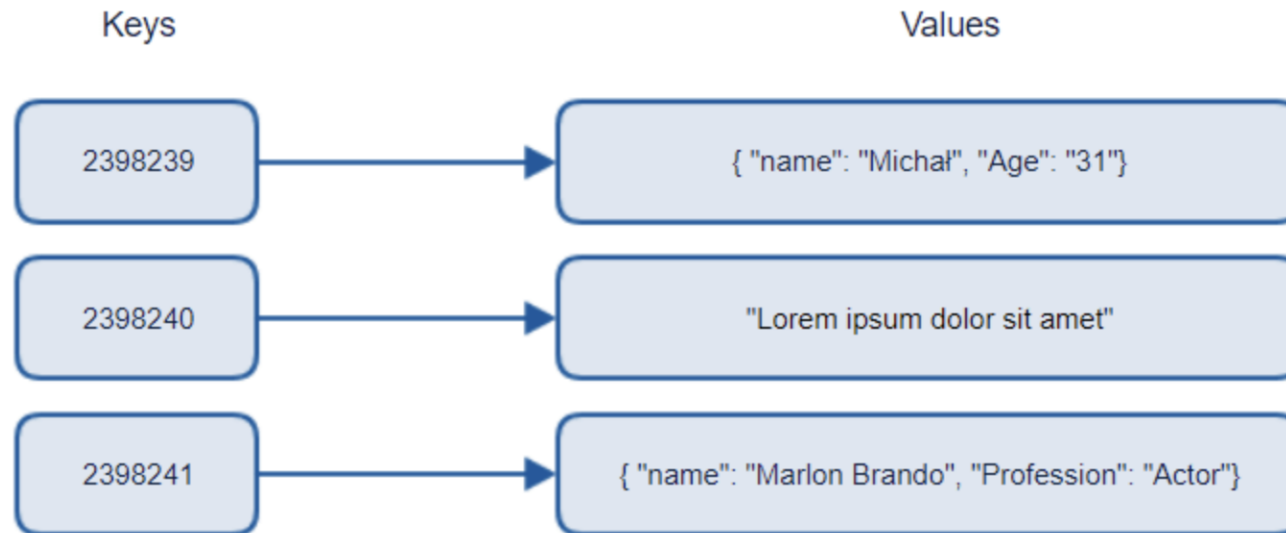 Keys
Values
2398239
{ "name": "Michał", "Age": "31"}
2398240
"Lorem ipsum dolor sit amet"
2398241
{ "name": "Marlon Brando", "Profession": "Actor"}